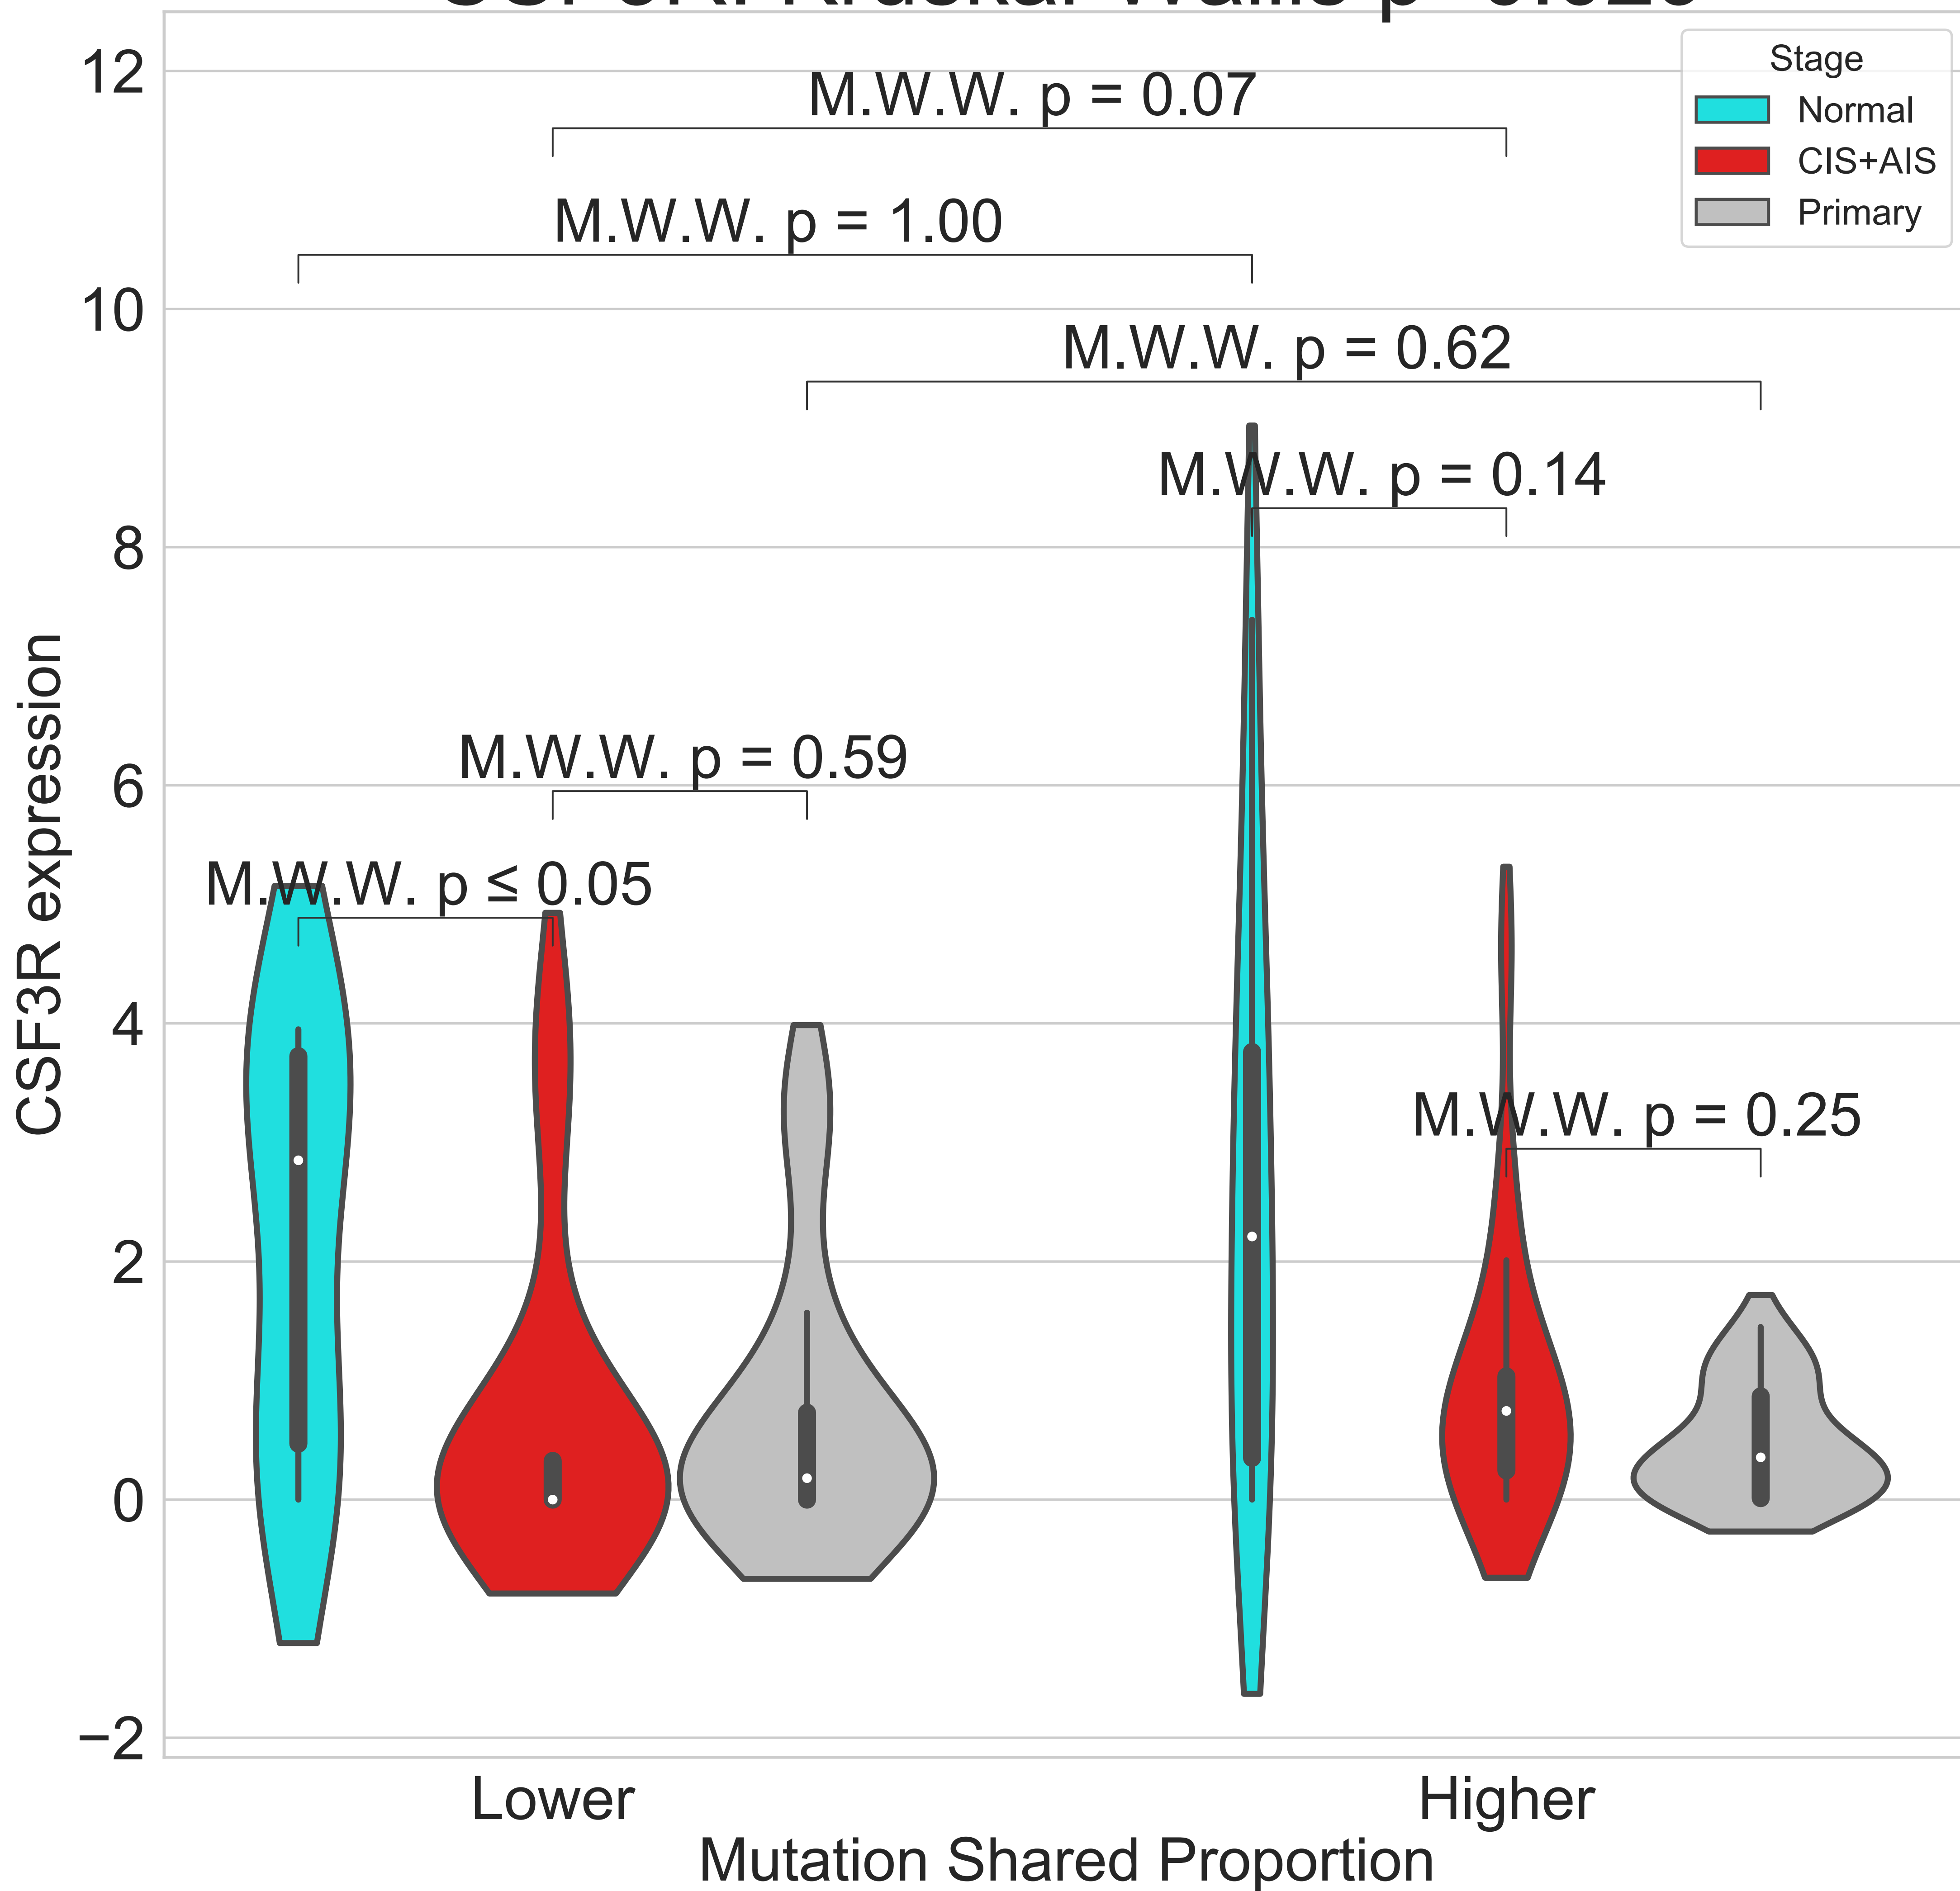 12
10
8
6
4
2
0
−2
CSF3R expression
M.W.W. p = 0.07
M.W.W. p = 1.00
M.W.W. p = 0.62
M.W.W. p = 0.14
M.W.W. p = 0.59
M.W.W. p ≤ 0.05
M.W.W. p = 0.25
Stage
Normal
CIS+AIS
Primary
Lower
Higher
Mutation Shared Proportion